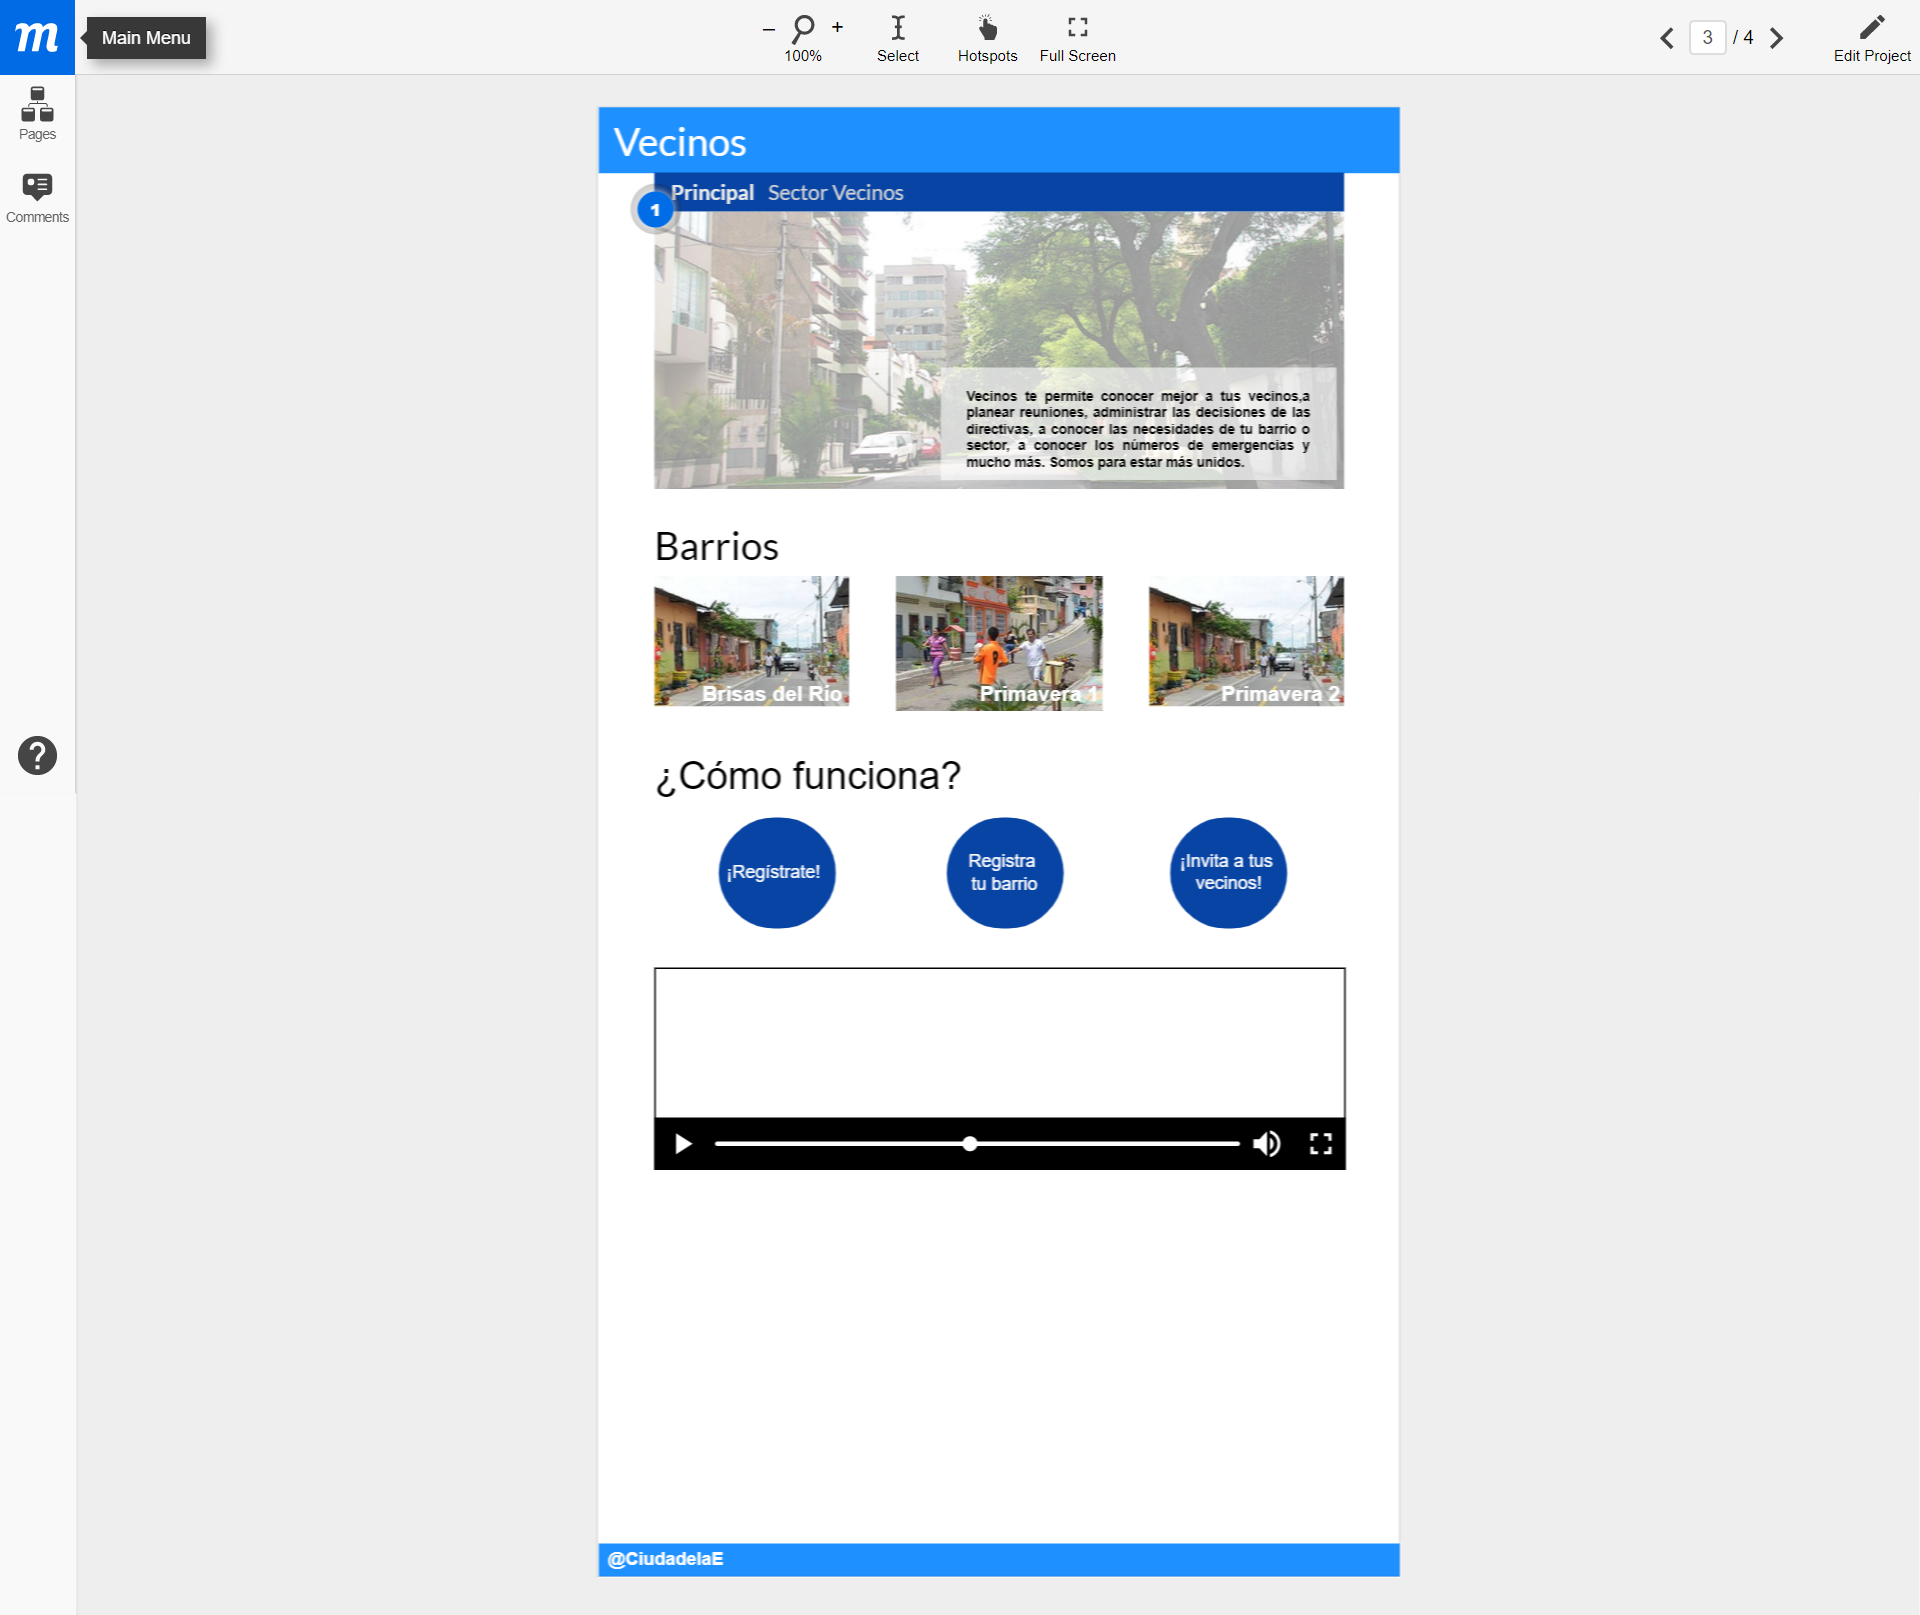 m
Main Menu
–
+
100%
Select
Hotspots
Full Screen
3 / 4
Edit Project
Pages
Comments
?
Vecinos
Principal Sector Vecinos
1
Vecinos te permite conocer mejor a tus vecinos,a
planear reuniones, administrar las decisiones de las
directivas, a conocer las necesidades de tu barrio o
sector, a conocer los números de emergencias y
mucho más. Somos para estar más unidos.
Barrios
Brisas del Río
Primavera 1
Primavera 2
¿Cómo funciona?
¡Regístrate!
Registra
tu barrio
¡Invita a tus
vecinos!
@CiudadelaE